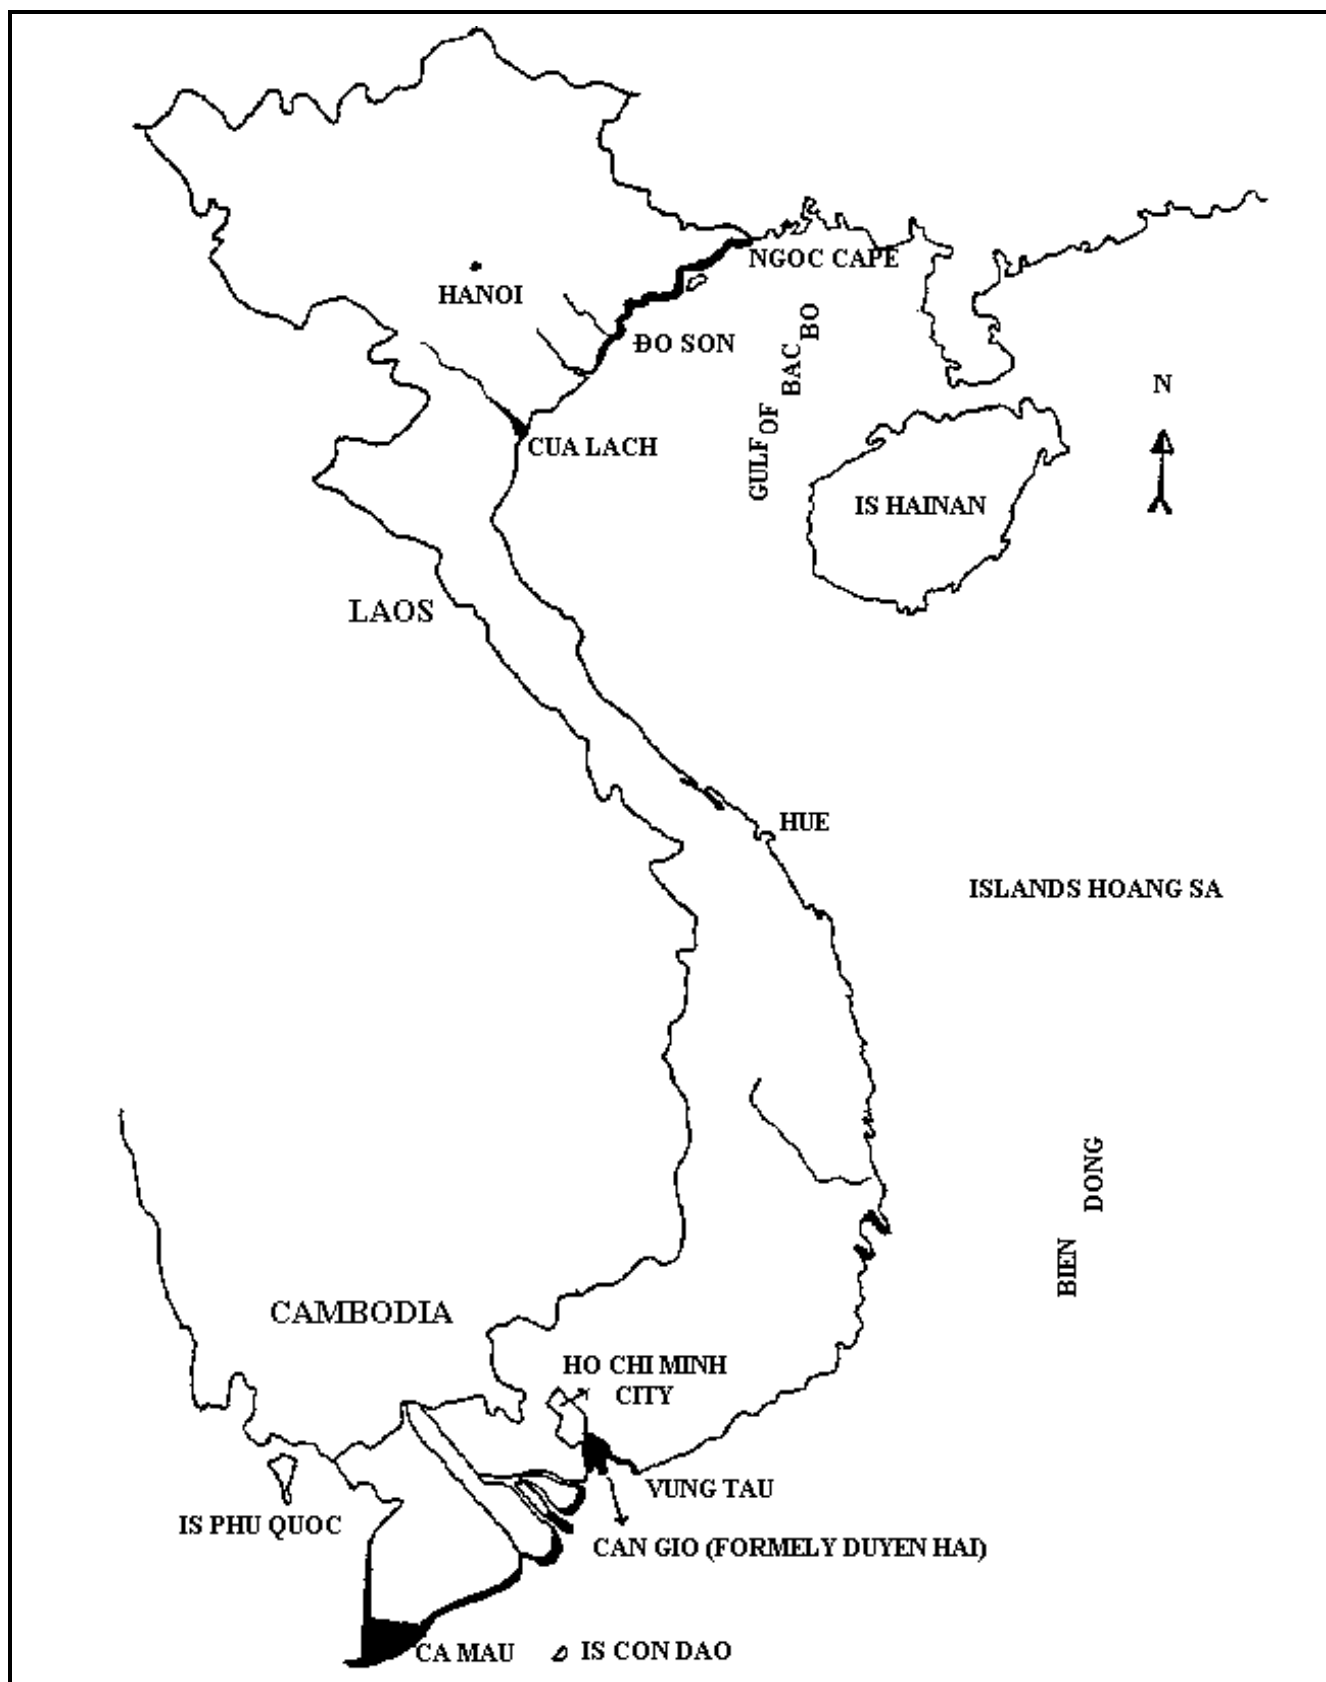 NGOC CAPE
HANOI
ĐO SON
GULF OF BAC BO
N
CUA LACH
IS HAINAN
LAOS
HUE
ISLANDS HOANG SA
BIEN DONG
CAMBODIA
HO CHI MINH
CITY
VUNG TAU
IS PHU QUOC
CAN GIO (FORMELY DUYEN HAI)
CA MAU
IS CON DAO